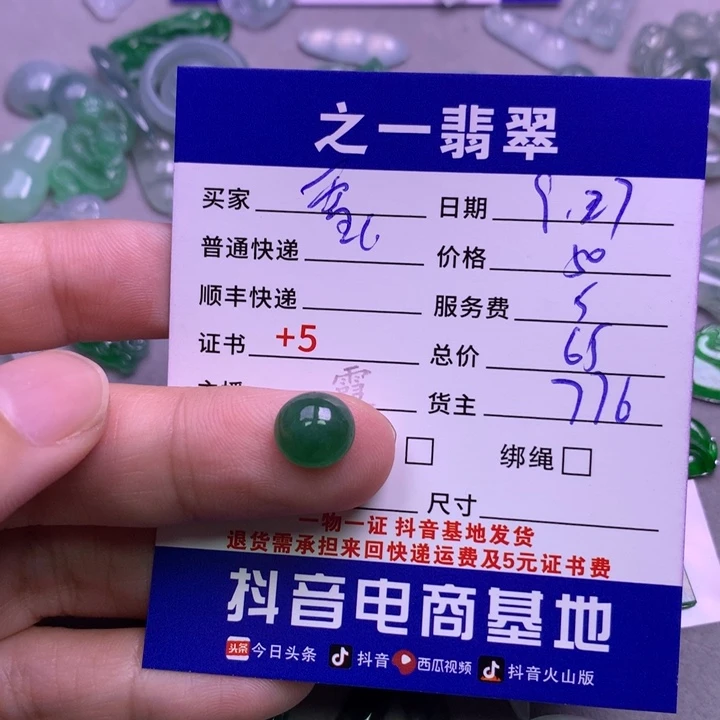 之一翡翠
买家 日期 9.27
普通快递 价格 50
顺丰快递 服务费 5
证书 +5 总价 65
霞 货主 776
绑绳
尺寸
一物一证 抖音基地发货
退货需承担来回快递运费及5元证书费
抖音电商基地
头条 今日头条 抖音 西瓜视频 抖音火山版